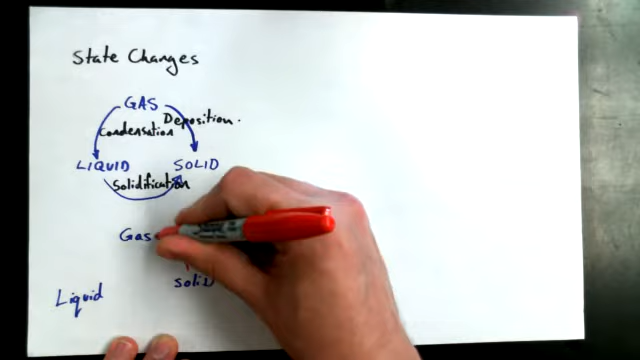 State Changes
GAS
Condensation Deposition.
LIQUID SOLID
Solidification
Gas
SoliD
Liquid